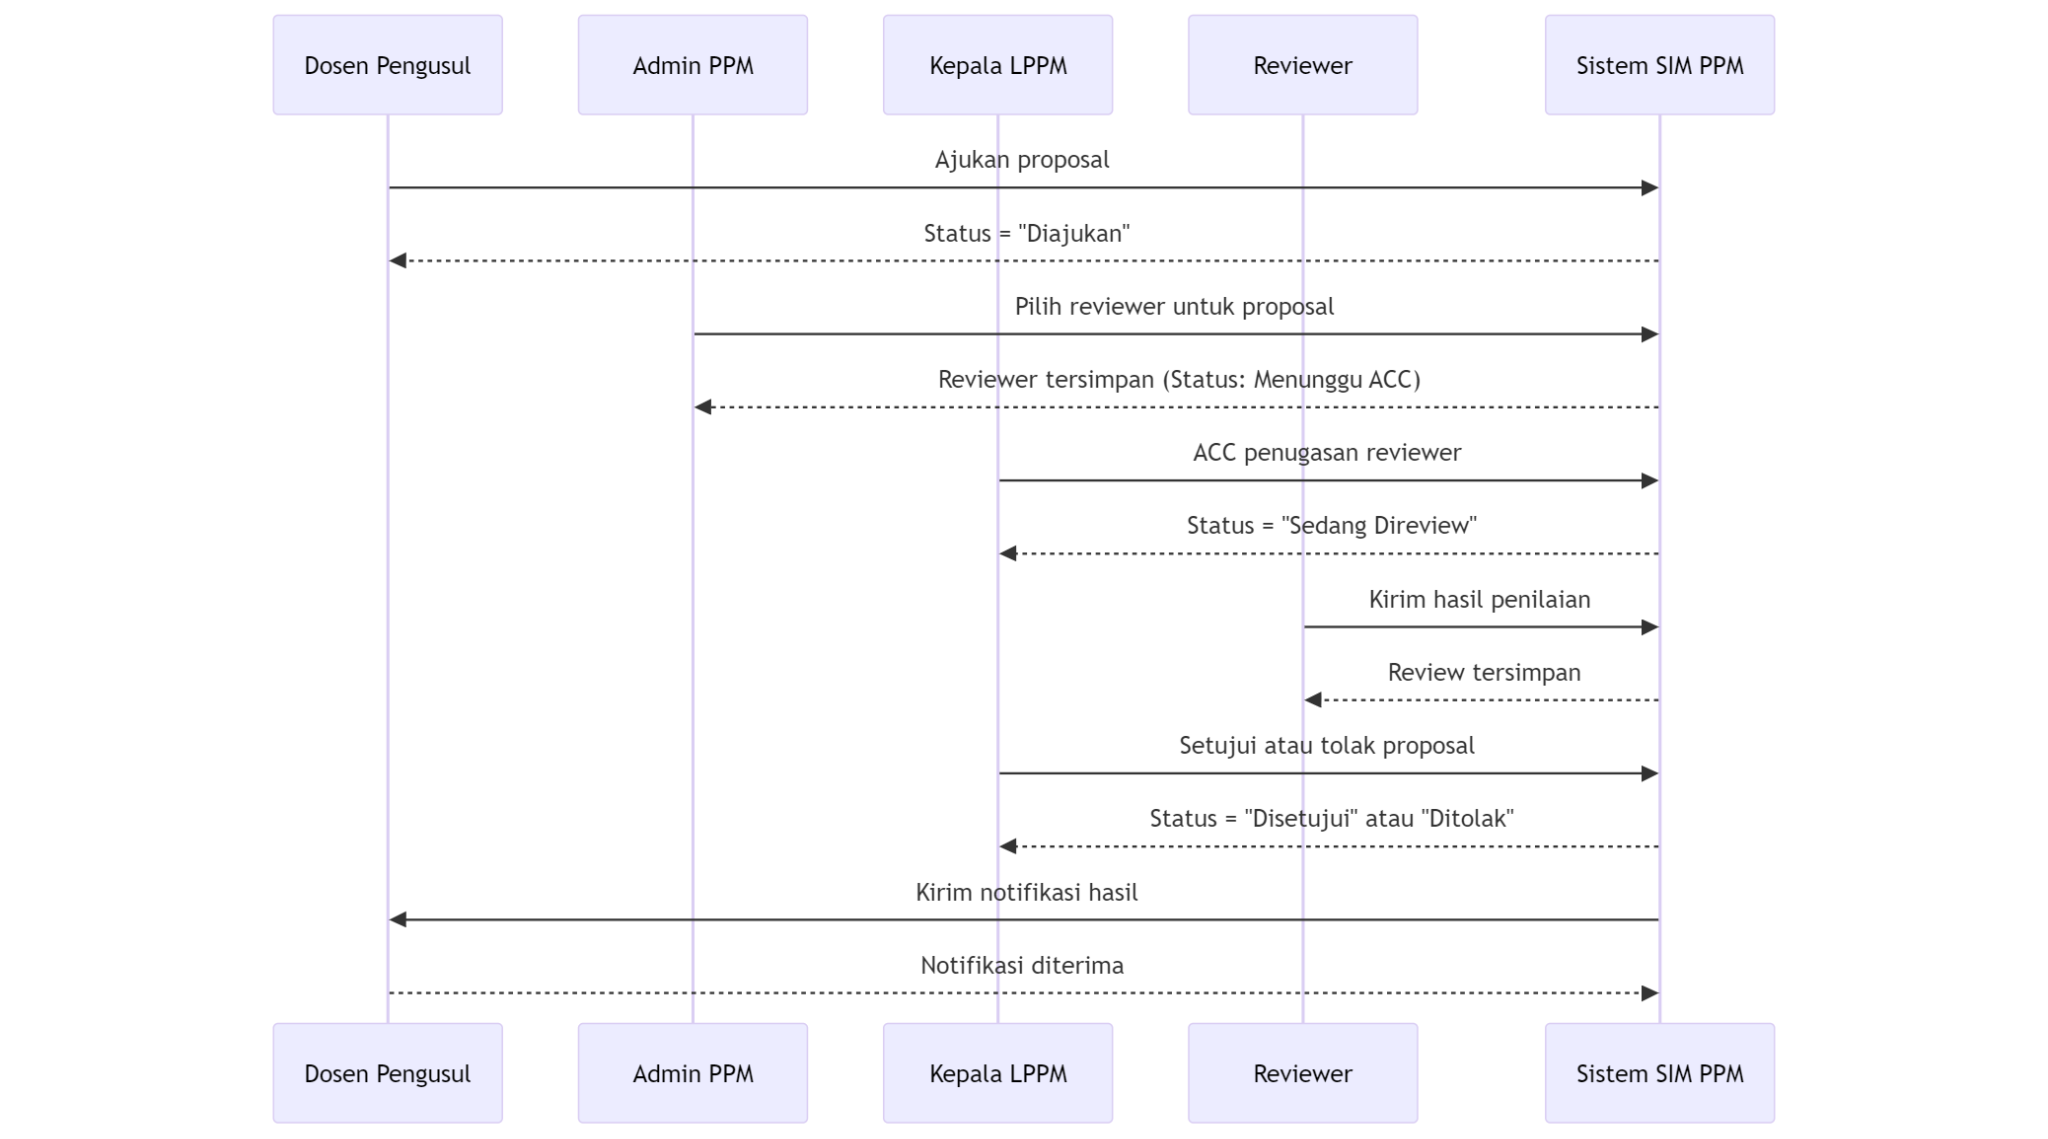 Dosen Pengusul
Admin PPM
Kepala LPPM
Reviewer
Sistem SIM PPM
Ajukan proposal
Status = "Diajukan"
Pilih reviewer untuk proposal
Reviewer tersimpan (Status: Menunggu ACC)
ACC penugasan reviewer
Status = "Sedang Direview"
Kirim hasil penilaian
Review tersimpan
Setujui atau tolak proposal
Status = "Disetujui" atau "Ditolak"
Kirim notifikasi hasil
Notifikasi diterima
Dosen Pengusul
Admin PPM
Kepala LPPM
Reviewer
Sistem SIM PPM